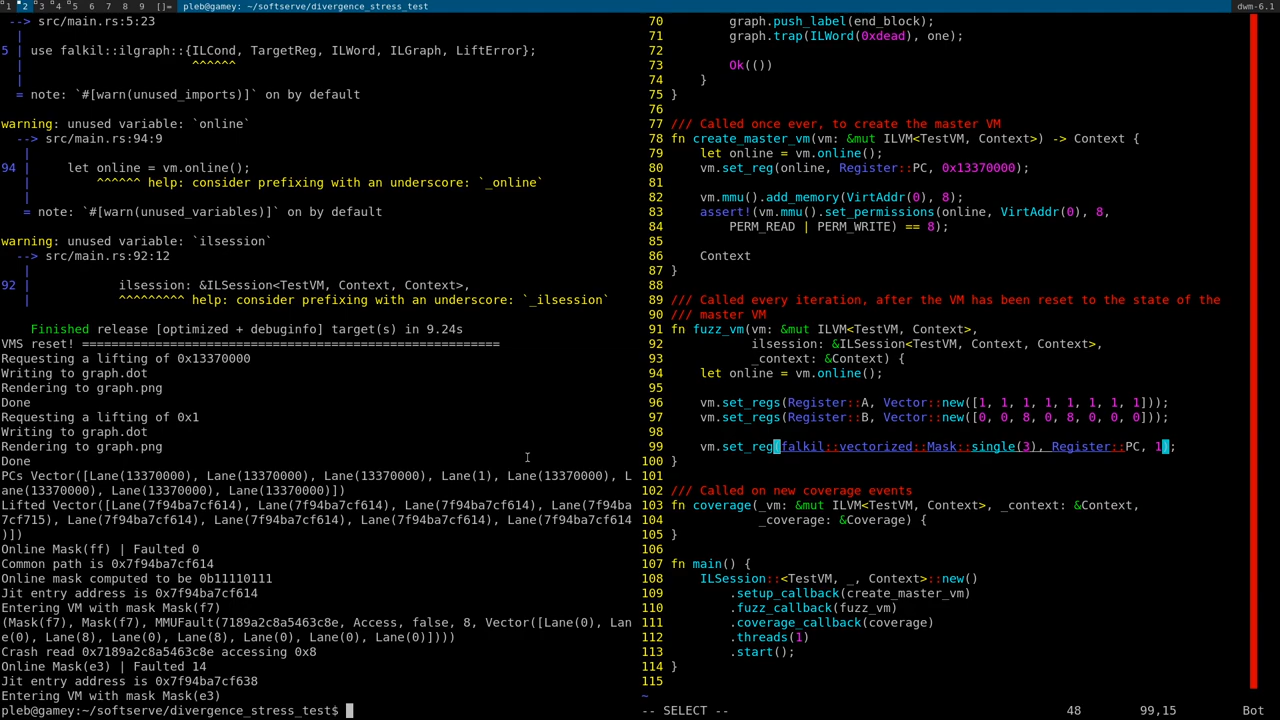 1 2 3 4 5 6 7 8 9 []= pleb@gamey: ~/softserve/divergence_stress_test dwm-6.1
--> src/main.rs:5:23
|
5 | use falkil::ilgraph::{ILCond, TargetReg, ILWord, ILGraph, LiftError};
| ^^^^^^
|
= note: `#[warn(unused_imports)]` on by default
warning: unused variable: `online`
--> src/main.rs:94:9
|
94 | let online = vm.online();
| ^^^^^^ help: consider prefixing with an underscore: `_online`
|
= note: `#[warn(unused_variables)]` on by default
warning: unused variable: `ilsession`
--> src/main.rs:92:12
|
92 | ilsession: &ILSession<TestVM, Context, Context>,
| ^^^^^^^^^ help: consider prefixing with an underscore: `_ilsession`
Finished release [optimized + debuginfo] target(s) in 9.24s
VMS reset! =====================================================
Requesting a lifting of 0x13370000
Writing to graph.dot
Rendering to graph.png
Done
Requesting a lifting of 0x1
Writing to graph.dot
Rendering to graph.png
Done
PCs Vector([Lane(13370000), Lane(13370000), Lane(13370000), Lane(1), Lane(13370000), L
ane(13370000), Lane(13370000), Lane(13370000)])
Lifted Vector([Lane(7f94ba7cf614), Lane(7f94ba7cf614), Lane(7f94ba7cf614), Lane(7f94ba
7cf715), Lane(7f94ba7cf614), Lane(7f94ba7cf614), Lane(7f94ba7cf614), Lane(7f94ba7cf614
)])
Online Mask(ff) | Faulted 0
Common path is 0x7f94ba7cf614
Online mask computed to be 0b11110111
Jit entry address is 0x7f94ba7cf614
Entering VM with mask Mask(f7)
(Mask(f7), Mask(f7), MMUFault(7189a2c8a5463c8e, Access, false, 8, Vector([Lane(0), Lan
e(0), Lane(8), Lane(0), Lane(8), Lane(0), Lane(0), Lane(0)])))
Crash read 0x7189a2c8a5463c8e accessing 0x8
Online Mask(e3) | Faulted 14
Jit entry address is 0x7f94ba7cf638
Entering VM with mask Mask(e3)
pleb@gamey:~/softserve/divergence_stress_test$
70 graph.push_label(end_block);
71 graph.trap(ILWord(0xdead), one);
72
73 Ok(())
74 }
75 }
76
77 /// Called once ever, to create the master VM
78 fn create_master_vm(vm: &mut ILVM<TestVM, Context>) -> Context {
79 let online = vm.online();
80 vm.set_reg(online, Register::PC, 0x13370000);
81
82 vm.mmu().add_memory(VirtAddr(0), 8);
83 assert!(vm.mmu().set_permissions(online, VirtAddr(0), 8,
84 PERM_READ | PERM_WRITE) == 8);
85
86 Context
87 }
88
89 /// Called every iteration, after the VM has been reset to the state of the
90 /// master VM
91 fn fuzz_vm(vm: &mut ILVM<TestVM, Context>,
92 ilsession: &ILSession<TestVM, Context, Context>,
93 _context: &Context) {
94 let online = vm.online();
95
96 vm.set_regs(Register::A, Vector::new([1, 1, 1, 1, 1, 1, 1, 1]));
97 vm.set_regs(Register::B, Vector::new([0, 0, 8, 0, 8, 0, 0, 0]));
98
99 vm.set_reg(falkil::vectorized::Mask::single(3), Register::PC, 1);
100 }
101
102 /// Called on new coverage events
103 fn coverage(_vm: &mut ILVM<TestVM, Context>, _context: &Context,
104 _coverage: &Coverage) {
105 }
106
107 fn main() {
108 ILSession::<TestVM, _, Context>::new()
109 .setup_callback(create_master_vm)
110 .fuzz_callback(fuzz_vm)
111 .coverage_callback(coverage)
112 .threads(1)
113 .start();
114 }
115
~
-- SELECT -- 48 99,15 Bot